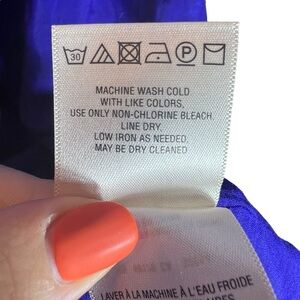 30
P
MACHINE WASH COLD
WITH LIKE COLORS,
USE ONLY NON-CHLORINE BLEACH
LINE DRY,
LOW IRON AS NEEDED,
MAY BE DRY CLEANED
LAVER À LA MACHINE À L'EAU FROIDE